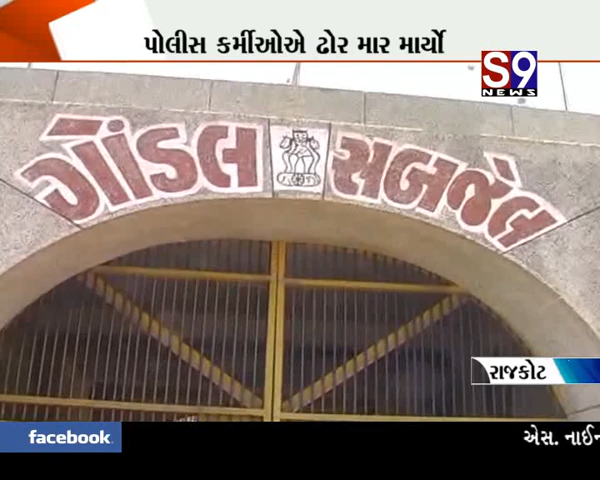 પોલીસ કર્મીઓએ ઢોર માર માર્યો
S9
NEWS
ગોંડલ સબજેલ
રાજકોટ
facebook
એસ. નાઈન